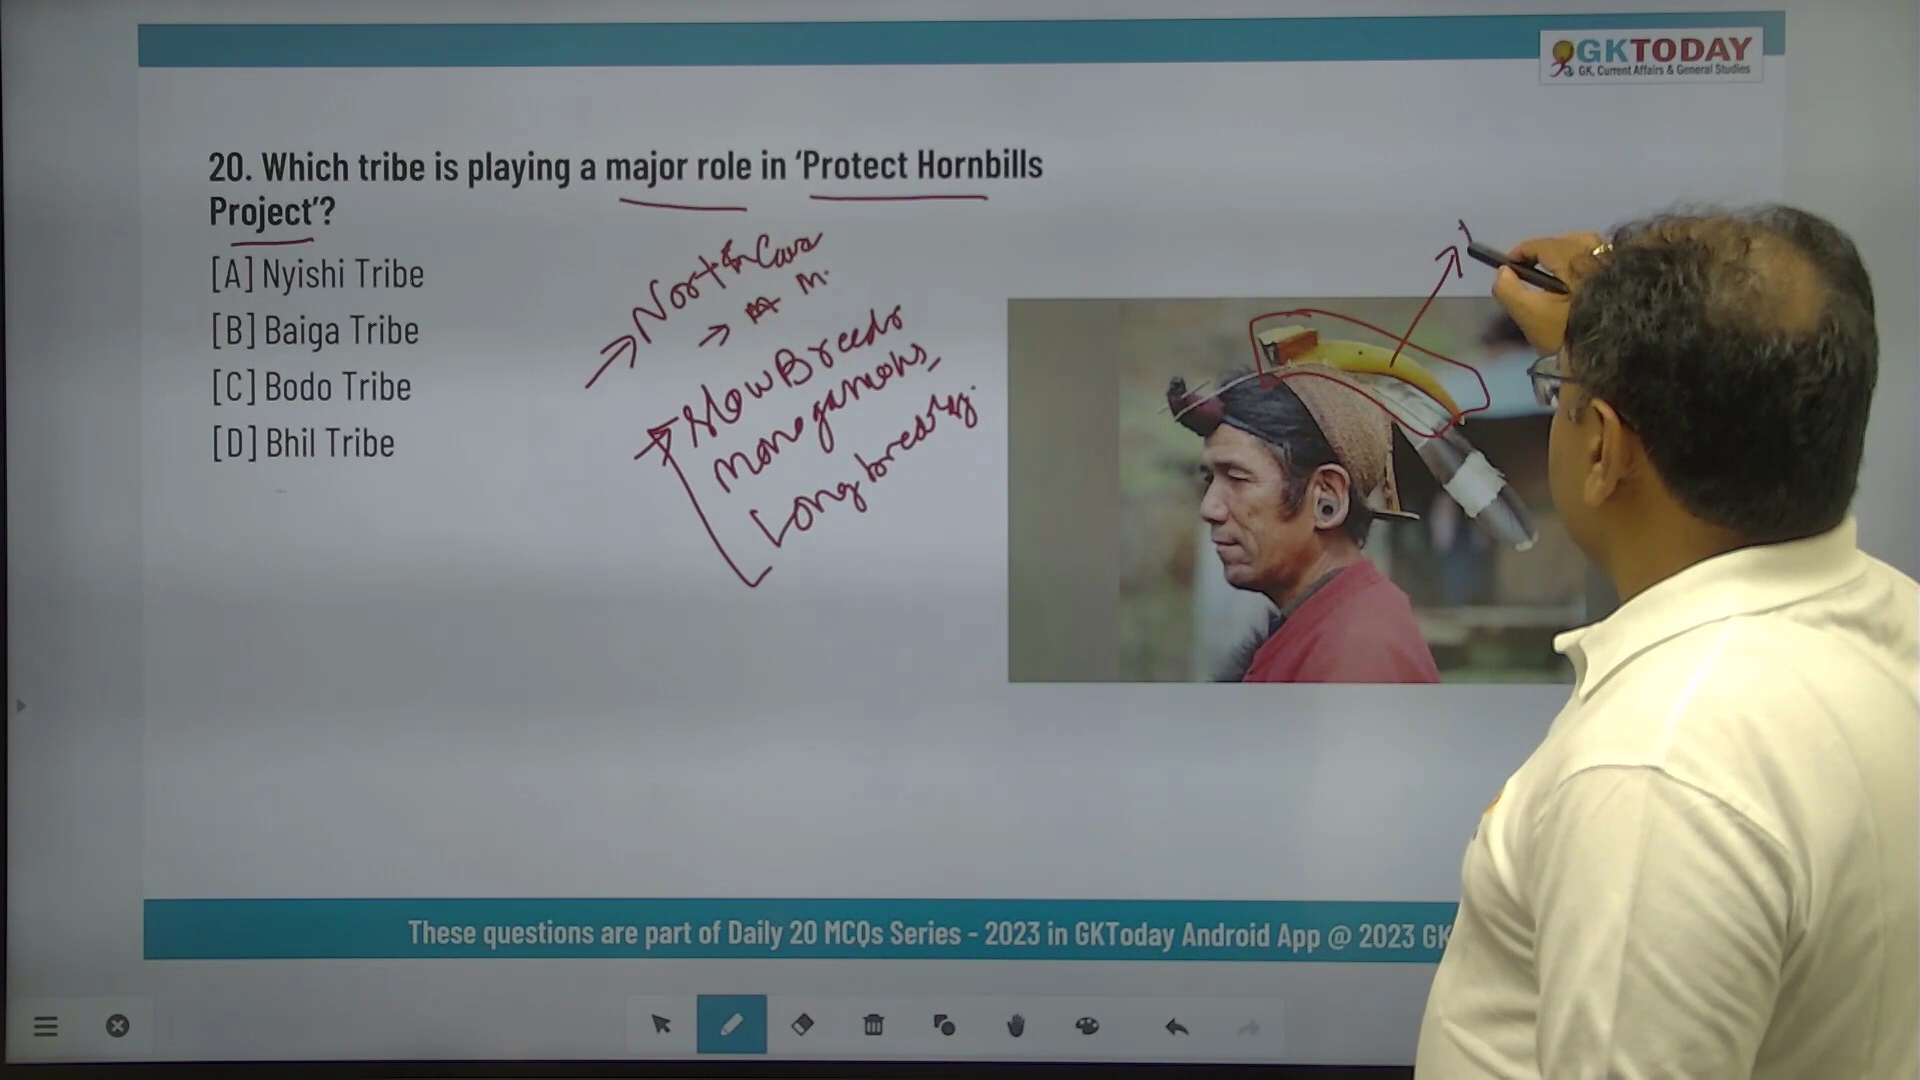 GKTODAY
GK, Current Affairs & General Studies
20. Which tribe is playing a major role in ‘Protect Hornbills
Project’?
[A] Nyishi Tribe
[B] Baiga Tribe
[C] Bodo Tribe
[D] Bhil Tribe
M.
Slow Breeds
monogamous
Long
These questions are part of Daily 20 MCQs Series - 2023 in GKToday Android App @ 2023 GK